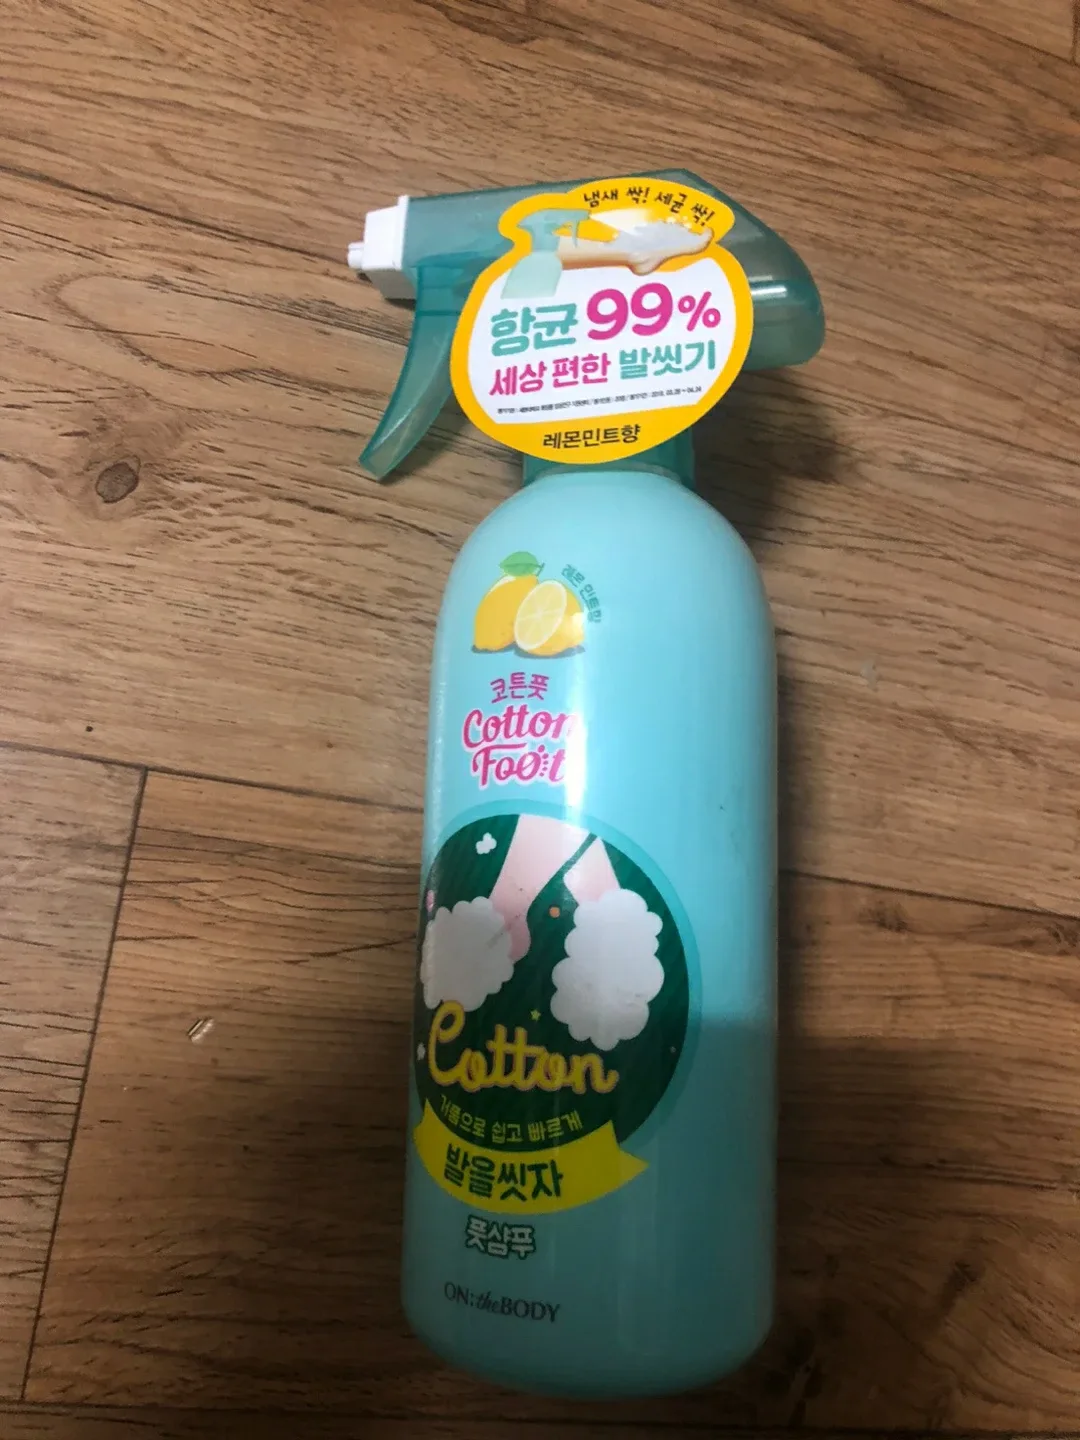 냄새 싹! 세균 싹!
항균 99%
세상 편한 발씻기
레몬민트향
레몬 민트향
코튼풋
Cotton
Foot
Cotton
거품으로 쉽고 빠르게
발을씻자
풋샴푸
ON:theBODY